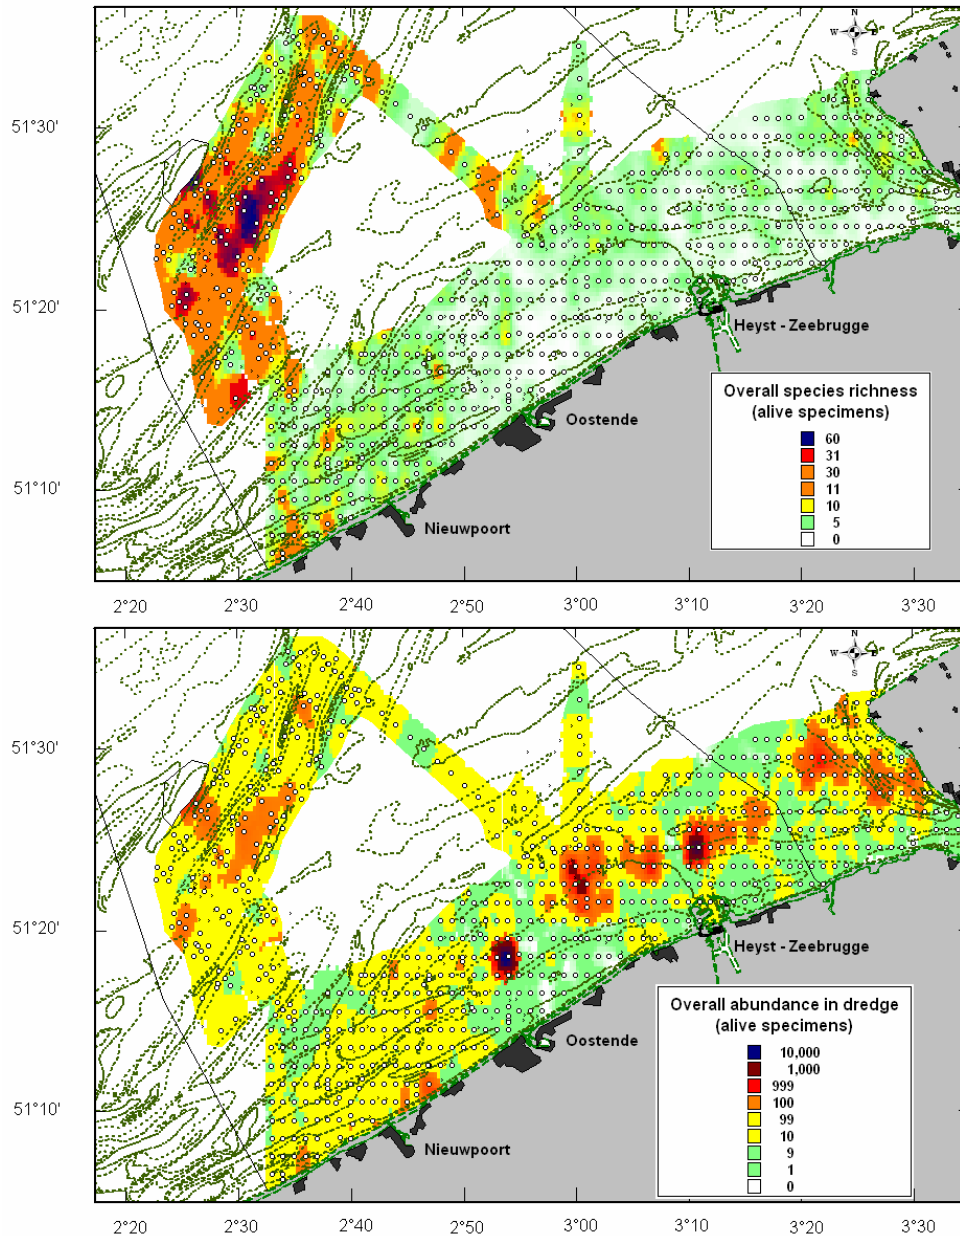 N
W E
S
51°30'
51°20'
51°10'
Heyst - Zeebrugge
Oostende
Nieuwpoort
Overall species richness
(alive specimens)
60
31
30
11
10
5
0
2°20 2°30 2°40 2°50 3°00 3°10 3°20 3°30
N
W E
S
51°30'
51°20'
51°10'
Heyst - Zeebrugge
Oostende
Nieuwpoort
Overall abundance in dredge
(alive specimens)
10,000
1,000
999
100
99
10
9
1
0
2°20 2°30 2°40 2°50 3°00 3°10 3°20 3°30